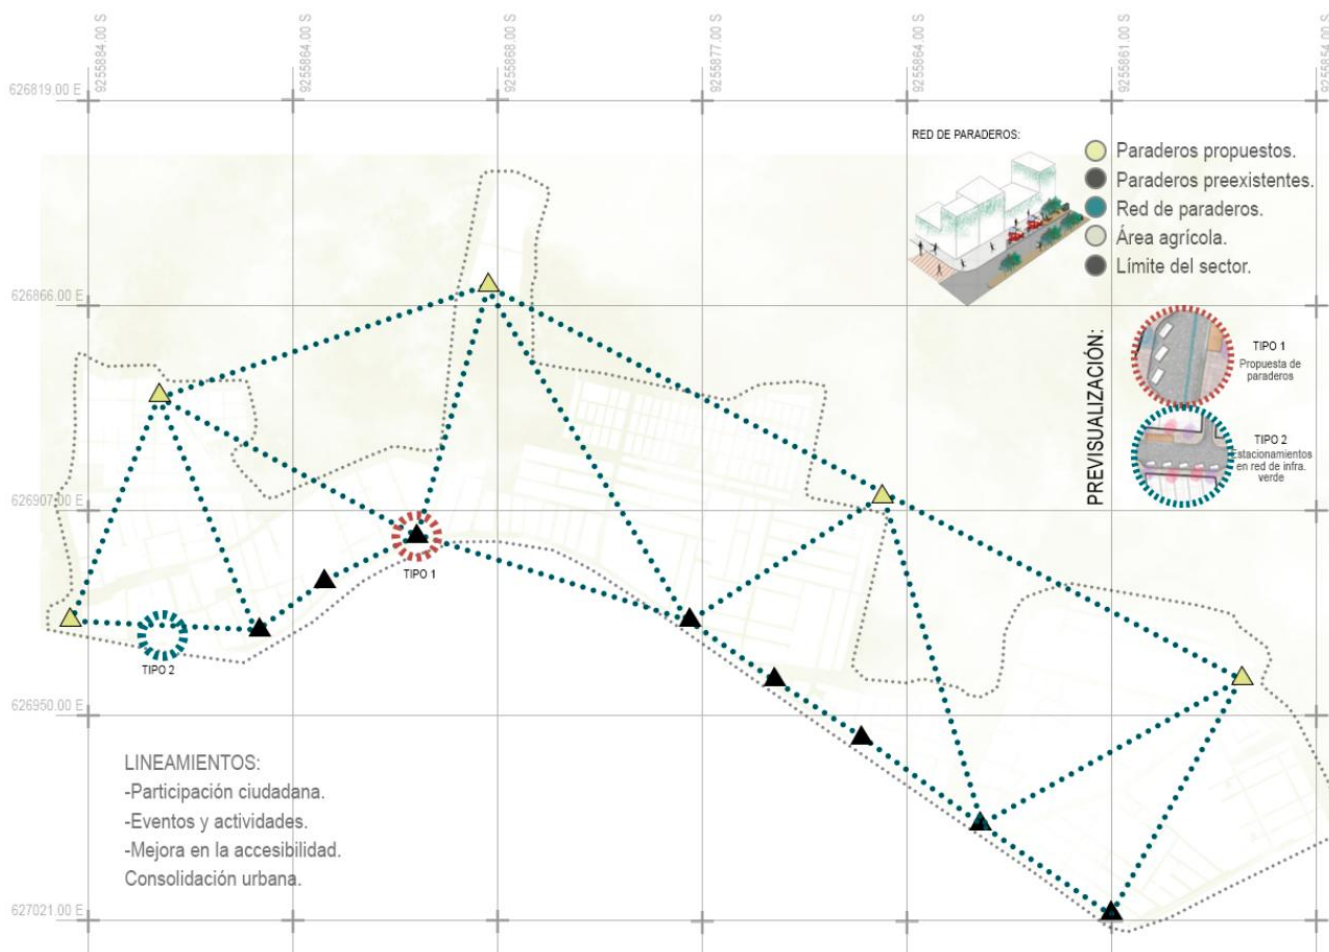 9255884.00 S
9255864.00 S
9255868.00 S
9255877.00 S
9255864.00 S
9255861.00 S
9255854.00 S
626819.00 E
626866.00 E
626907.00 E
626950.00 E
627021.00 E
RED DE PARADEROS:
Paraderos propuestos.
Paraderos preexistentes.
Red de paraderos.
Área agrícola.
Límite del sector.
PREVISUALIZACIÓN:
TIPO 1
Propuesta de
paraderos
TIPO 2
Estacionamientos
en red de infra.
verde
TIPO 1
TIPO 2
LINEAMIENTOS:
-Participación ciudadana.
-Eventos y actividades.
-Mejora en la accesibilidad.
Consolidación urbana.